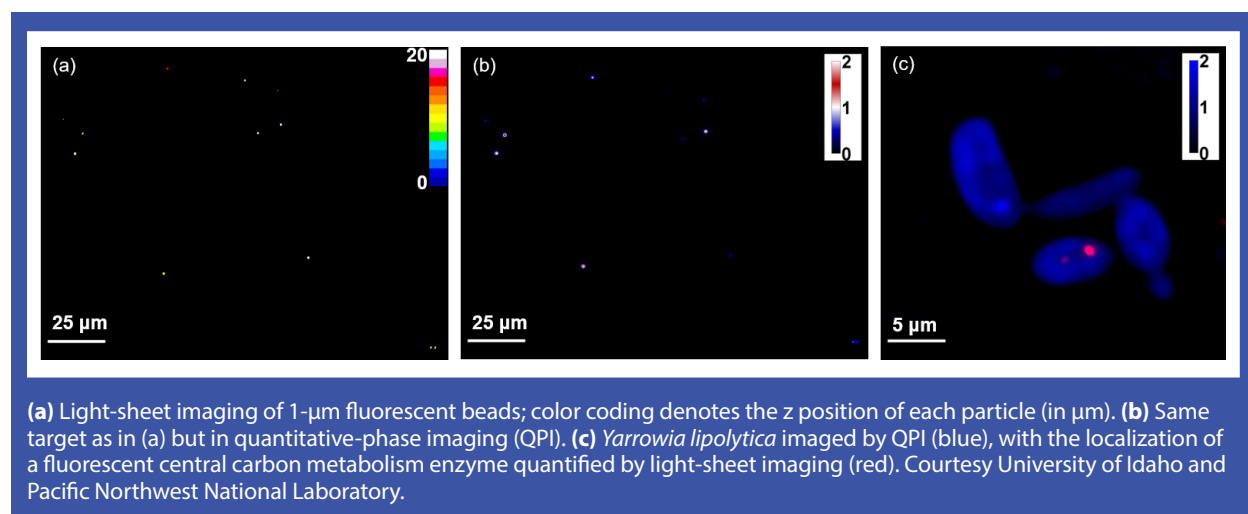 (a)
20
0
25 µm
(b)
2
1
0
25 µm
(c)
2
1
0
5 µm
(a) Light-sheet imaging of 1-µm fluorescent beads; color coding denotes the z position of each particle (in µm). (b) Same
target as in (a) but in quantitative-phase imaging (QPI). (c) Yarrowia lipolytica imaged by QPI (blue), with the localization of
a fluorescent central carbon metabolism enzyme quantified by light-sheet imaging (red). Courtesy University of Idaho and
Pacific Northwest National Laboratory.